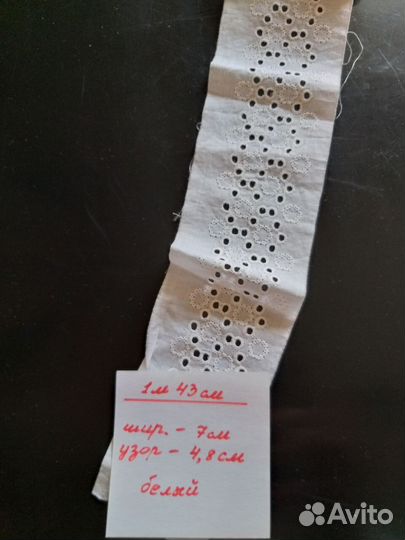 1м 43см
шир. - 7см
узор - 4,8см
белый
Avito